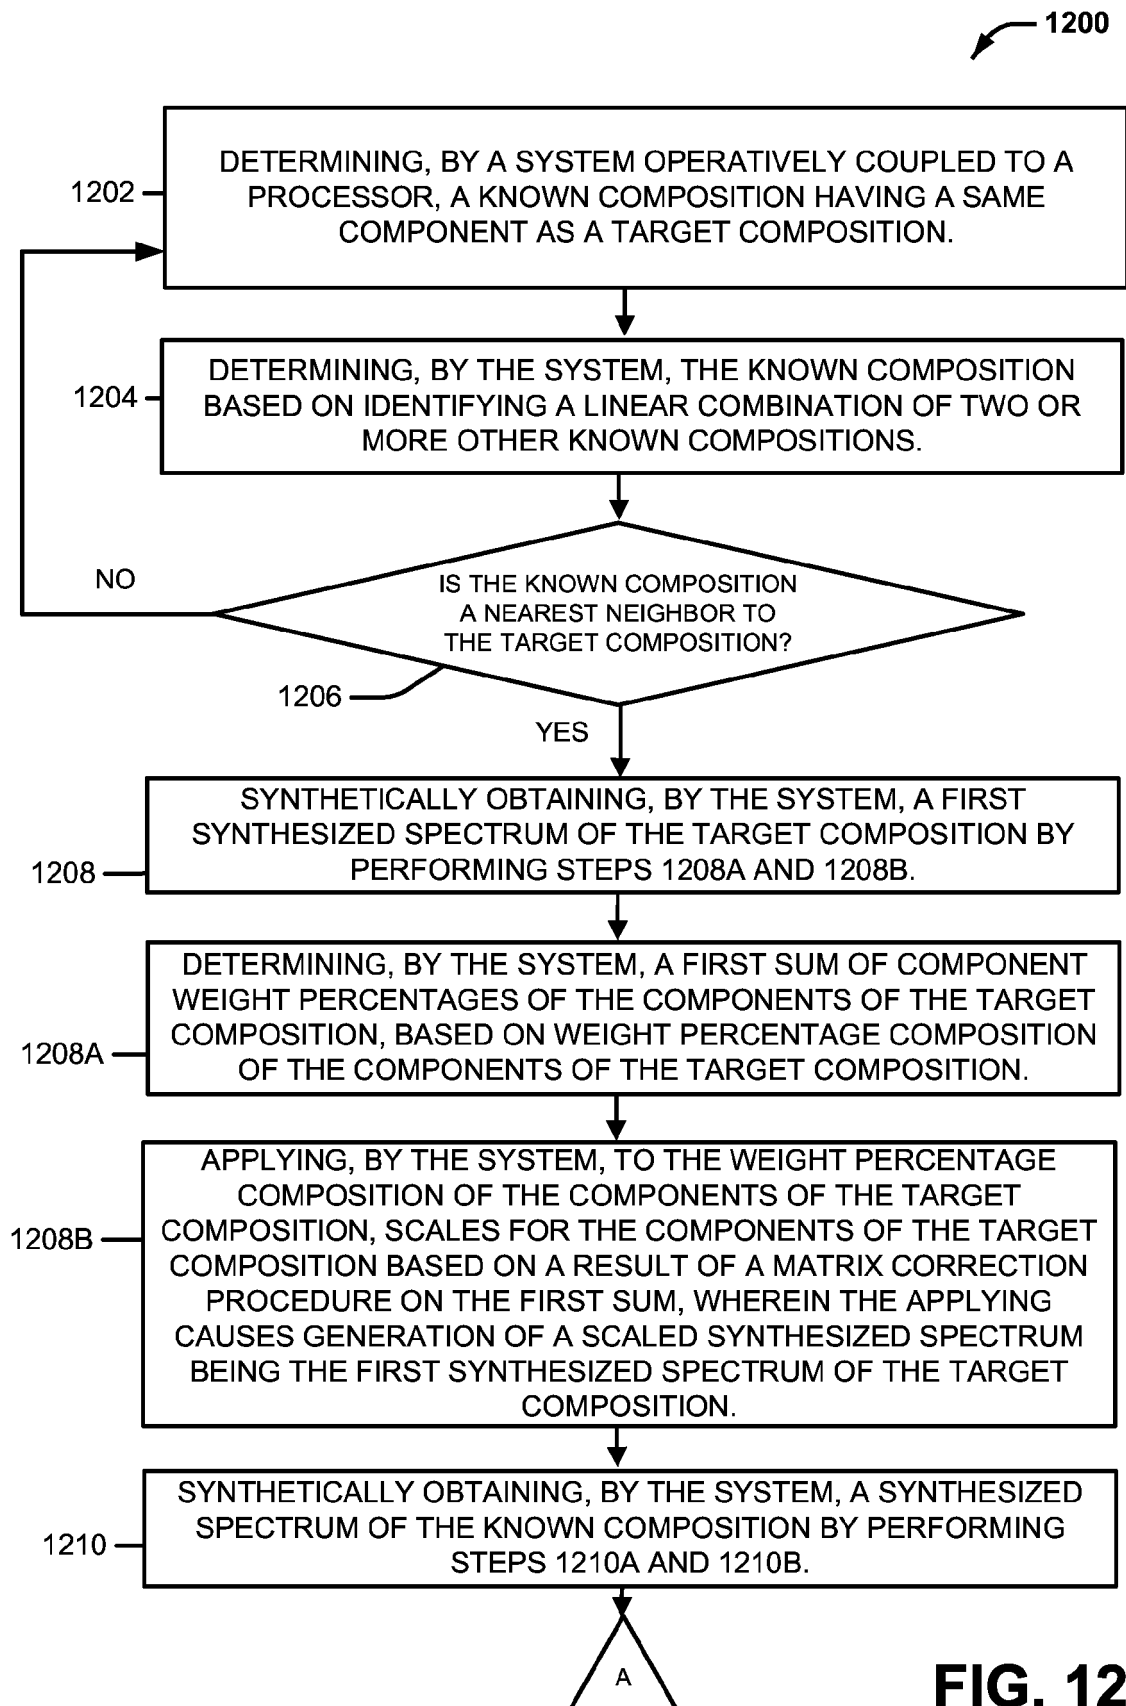 1200
DETERMINING, BY A SYSTEM OPERATIVELY COUPLED TO A
PROCESSOR, A KNOWN COMPOSITION HAVING A SAME
COMPONENT AS A TARGET COMPOSITION.
1202
DETERMINING, BY THE SYSTEM, THE KNOWN COMPOSITION
BASED ON IDENTIFYING A LINEAR COMBINATION OF TWO OR
MORE OTHER KNOWN COMPOSITIONS.
1204
NO
IS THE KNOWN COMPOSITION
A NEAREST NEIGHBOR TO
THE TARGET COMPOSITION?
1206
YES
SYNTHETICALLY OBTAINING, BY THE SYSTEM, A FIRST
SYNTHESIZED SPECTRUM OF THE TARGET COMPOSITION BY
PERFORMING STEPS 1208A AND 1208B.
1208
DETERMINING, BY THE SYSTEM, A FIRST SUM OF COMPONENT
WEIGHT PERCENTAGES OF THE COMPONENTS OF THE TARGET
COMPOSITION, BASED ON WEIGHT PERCENTAGE COMPOSITION
OF THE COMPONENTS OF THE TARGET COMPOSITION.
1208A
APPLYING, BY THE SYSTEM, TO THE WEIGHT PERCENTAGE
COMPOSITION OF THE COMPONENTS OF THE TARGET
COMPOSITION, SCALES FOR THE COMPONENTS OF THE TARGET
COMPOSITION BASED ON A RESULT OF A MATRIX CORRECTION
PROCEDURE ON THE FIRST SUM, WHEREIN THE APPLYING
CAUSES GENERATION OF A SCALED SYNTHESIZED SPECTRUM
BEING THE FIRST SYNTHESIZED SPECTRUM OF THE TARGET
COMPOSITION.
1208B
SYNTHETICALLY OBTAINING, BY THE SYSTEM, A SYNTHESIZED
SPECTRUM OF THE KNOWN COMPOSITION BY PERFORMING
STEPS 1210A AND 1210B.
1210
A
FIG. 12